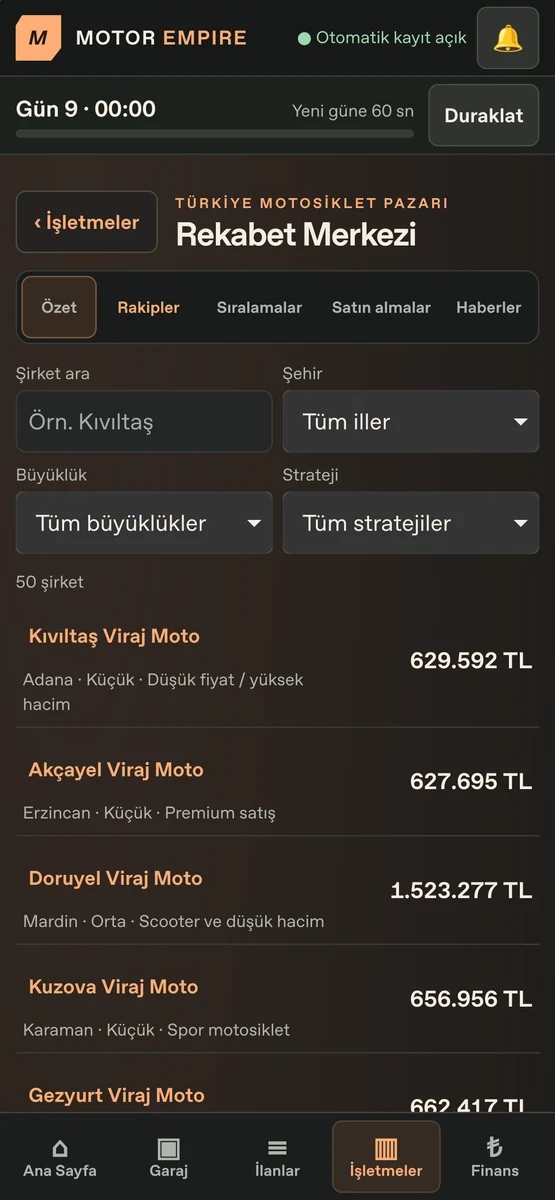 M MOTOR EMPIRE
Otomatik kayıt açık
Gün 9 · 00:00
Yeni güne 60 sn
Duraklat
‹ İşletmeler
TÜRKİYE MOTOSİKLET PAZARI
Rekabet Merkezi
Özet
Rakipler
Sıralamalar
Satın almalar
Haberler
Şirket ara
Şehir
Örn. Kıvıltaş
Tüm iller
Büyüklük
Strateji
Tüm büyüklükler
Tüm stratejiler
50 şirket
Kıvıltaş Viraj Moto
629.592 TL
Adana · Küçük · Düşük fiyat / yüksek
hacim
Akçayel Viraj Moto
627.695 TL
Erzincan · Küçük · Premium satış
Doruyel Viraj Moto
1.523.277 TL
Mardin · Orta · Scooter ve düşük hacim
Kuzova Viraj Moto
656.956 TL
Karaman · Küçük · Spor motosiklet
Gezyurt Viraj Moto
662.417 TL
Ana Sayfa
Garaj
İlanlar
İşletmeler
₺
Finans